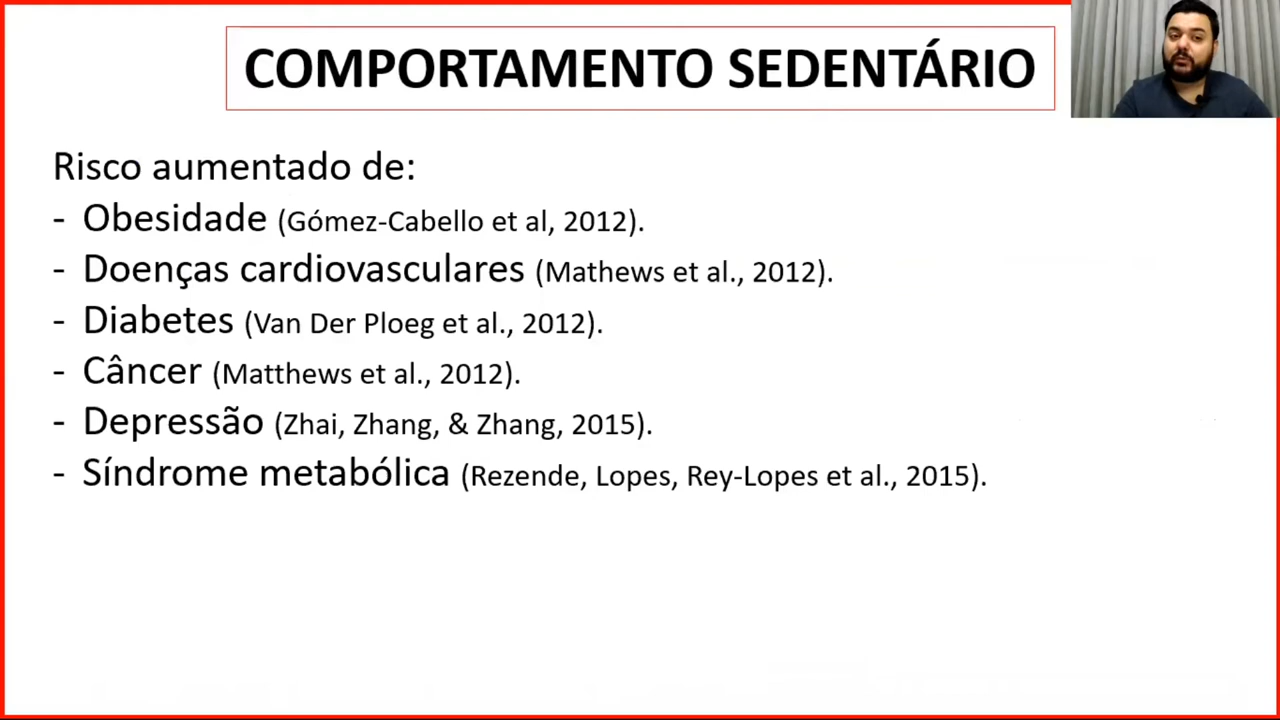 COMPORTAMENTO SEDENTÁRIO
Risco aumentado de:
- Obesidade (Gómez-Cabello et al, 2012).
- Doenças cardiovasculares (Mathews et al., 2012).
- Diabetes (Van Der Ploeg et al., 2012).
- Câncer (Matthews et al., 2012).
- Depressão (Zhai, Zhang, & Zhang, 2015).
- Síndrome metabólica (Rezende, Lopes, Rey-Lopes et al., 2015).